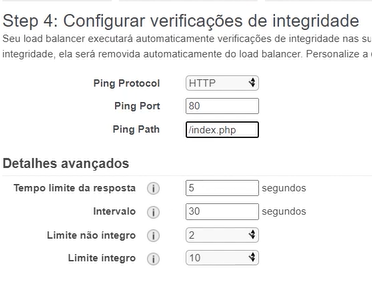 Step 4: Configurar verificações de integridade
Seu load balancer executará automaticamente verificações de integridade nas su
integridade, ela será removida automaticamente do load balancer. Personalize a
Ping Protocol HTTP
Ping Port 80
Ping Path /index.php
Detalhes avançados
Tempo limite da resposta i 5 segundos
Intervalo i 30 segundos
Limite não íntegro i 2
Limite íntegro i 10